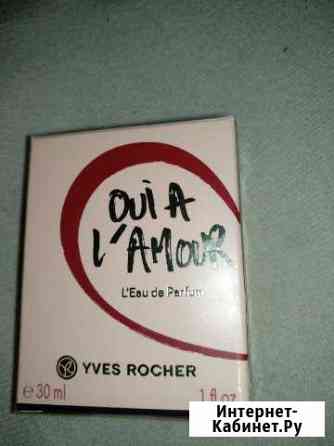 OUI A
L'AMOUR
L'Eau de Parfum
YVES ROCHER
e 30 ml
1 fl oz
Интернет-
Кабинет.Ру